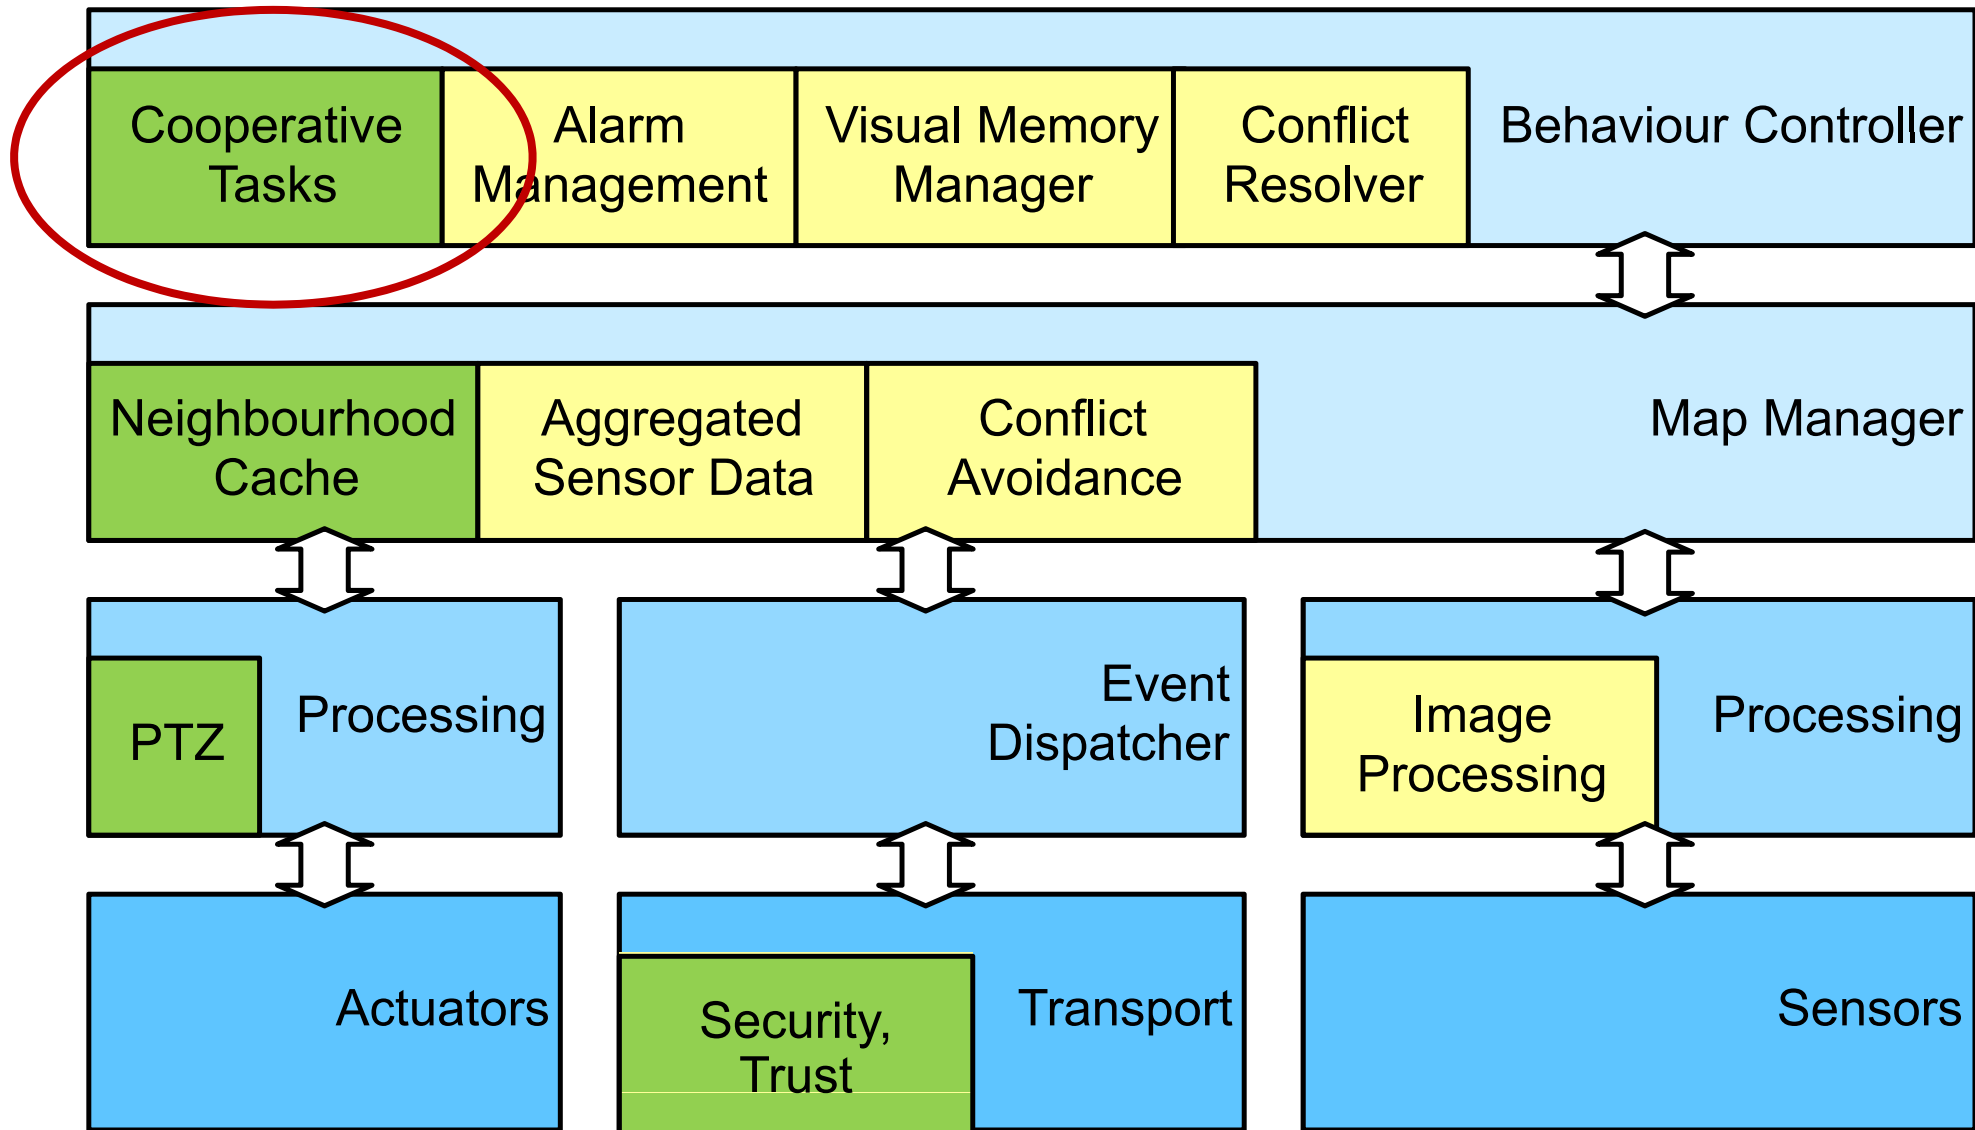 Cooperative
Tasks
Alarm
Management
Visual Memory
Manager
Conflict
Resolver
Behaviour Controller
Neighbourhood
Cache
Aggregated
Sensor Data
Conflict
Avoidance
Map Manager
PTZ
Processing
Event
Dispatcher
Image
Processing
Processing
Actuators
Security,
Trust
Transport
Sensors